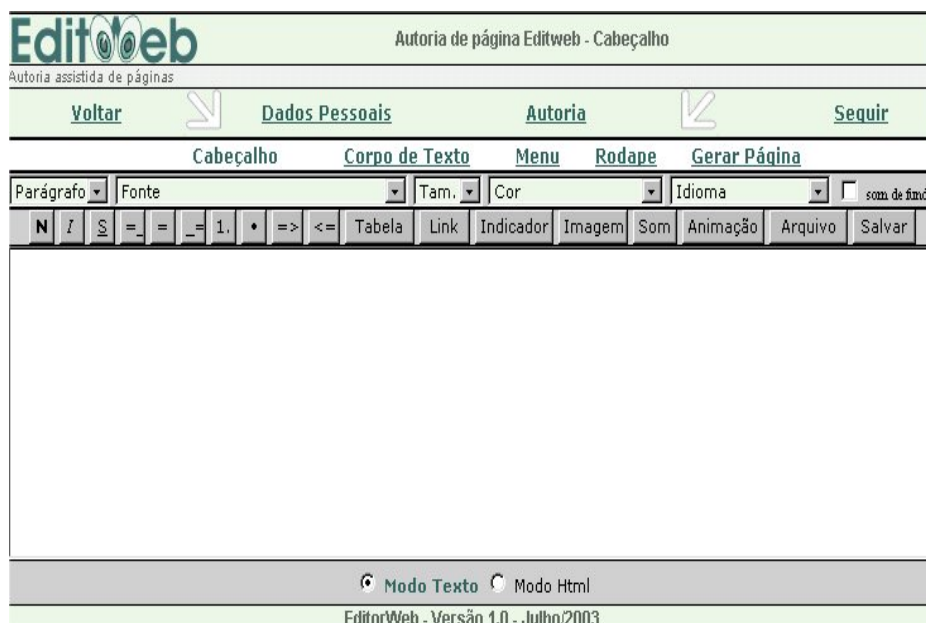 EditWeb
Autoria de página Editweb - Cabeçalho
Autoria assistida de páginas
Voltar Dados Pessoais Autoria Seguir
Cabeçalho Corpo de Texto Menu Rodape Gerar Página
Parágrafo Fonte Tam. Cor Idioma som de
N I S =_ = _= 1. • => <= Tabela Link Indicador Imagem Som Animação Arquivo Salvar
Modo Texto Modo Html
EditorWeb - Versão 1.0 - Julho/2003